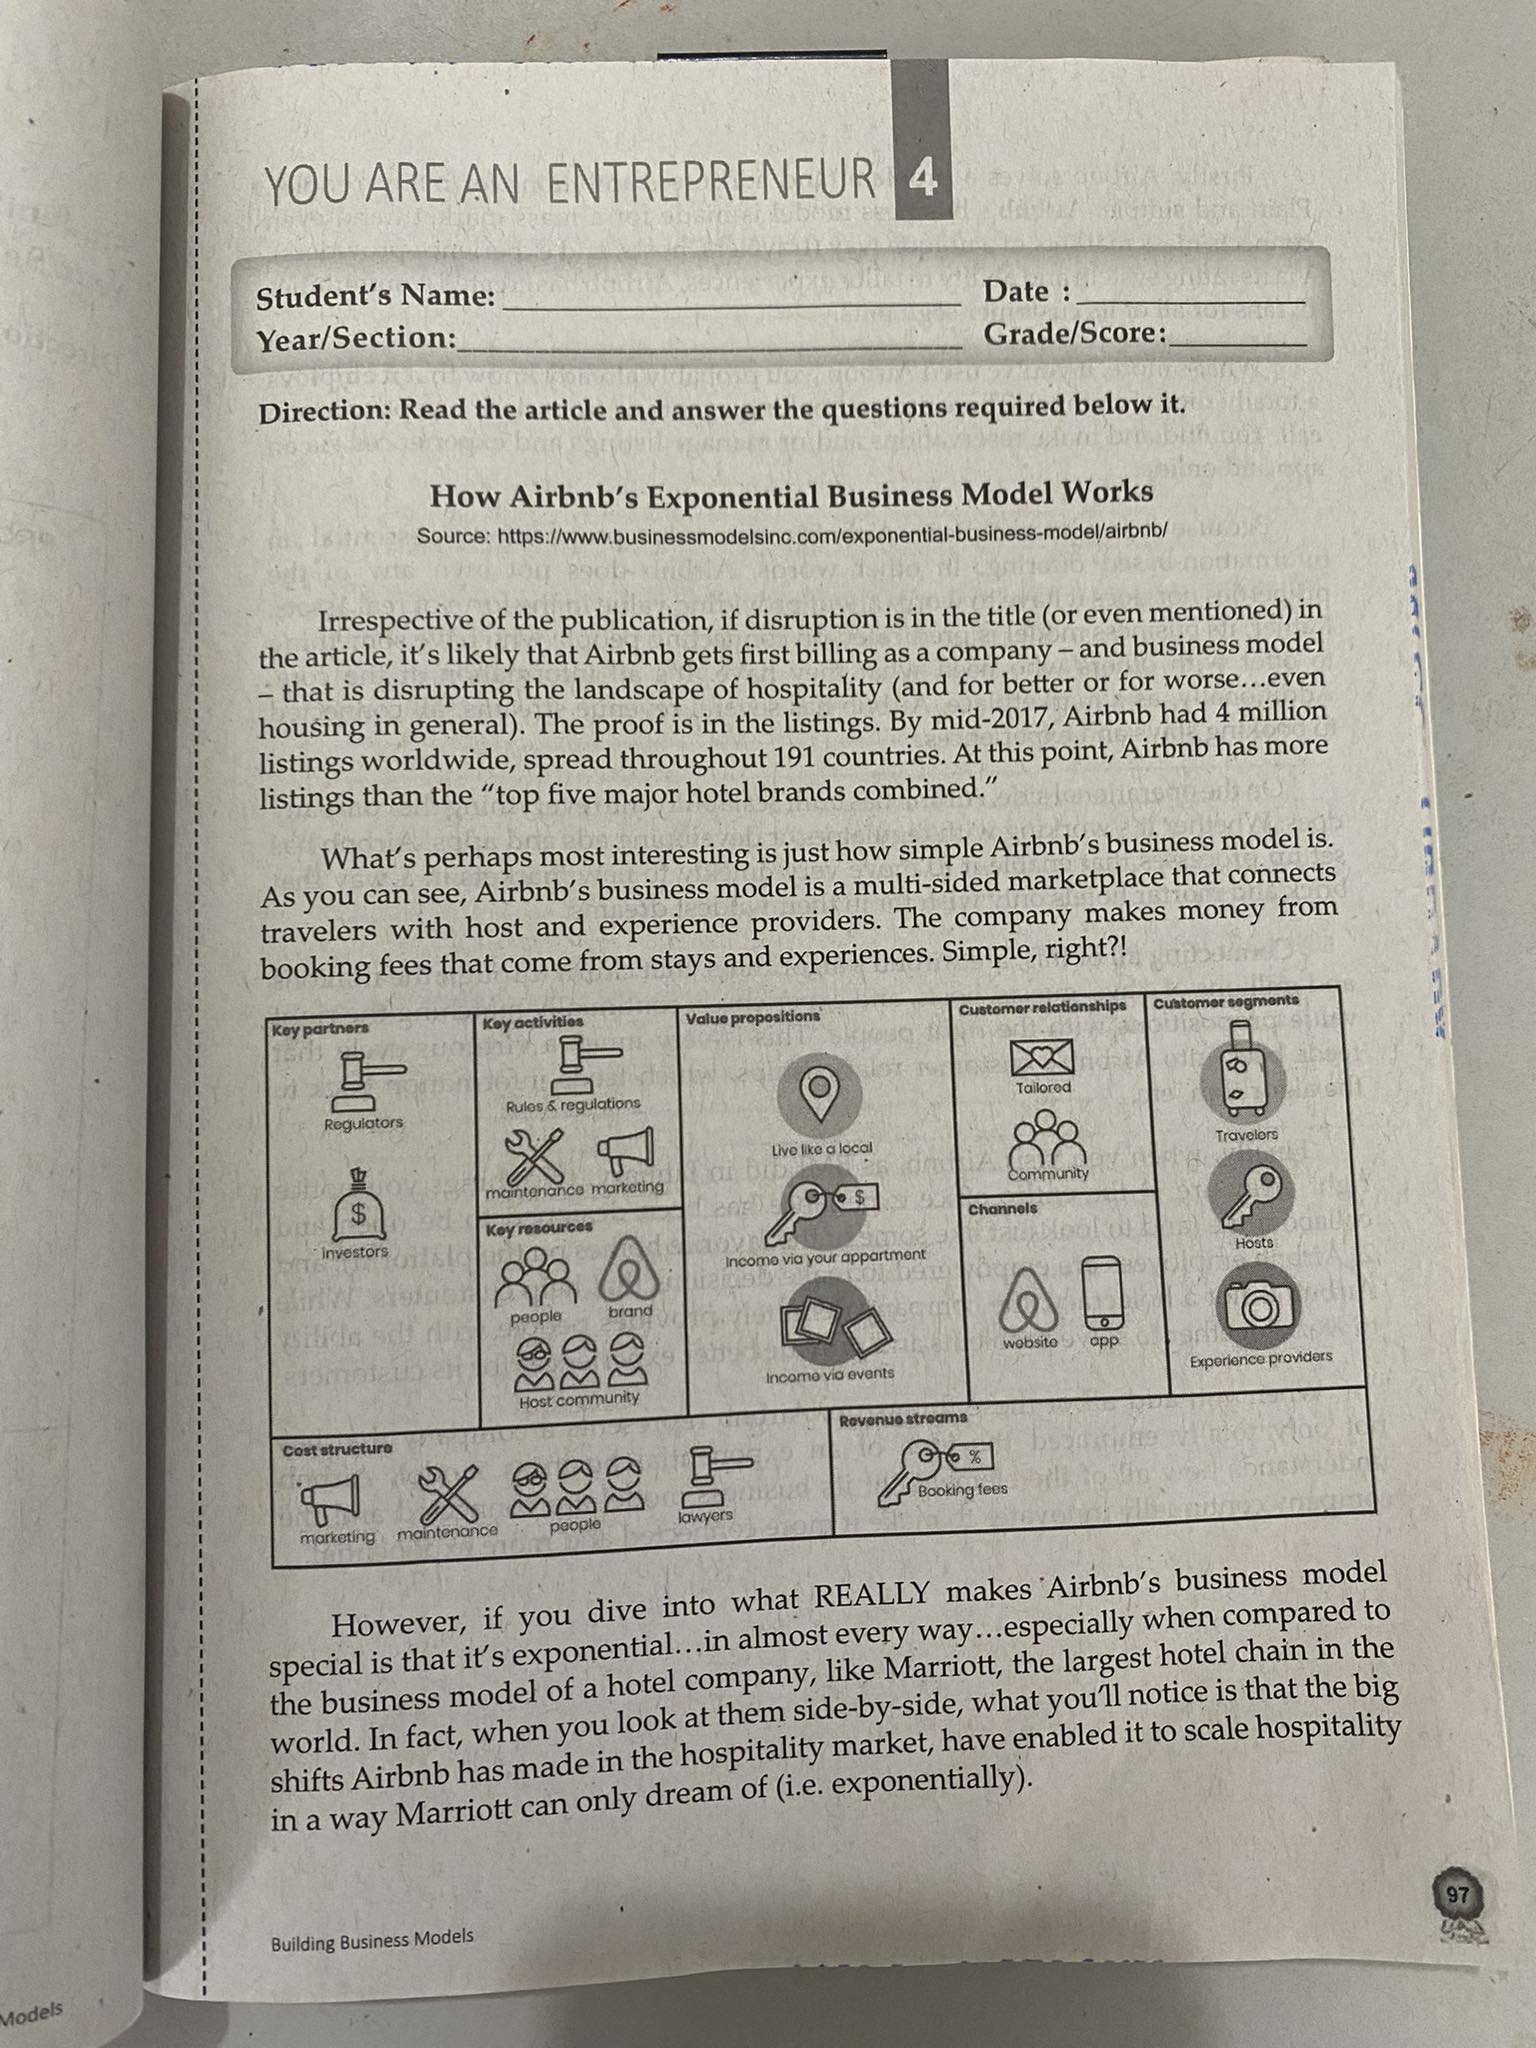 YOU ARE AN ENTREPRENEUR 4
Student's Name: Date :
Year/Section: Grade/Score:
Direction: Read the article and answer the questions required below it.
How Airbnb's Exponential Business Model Works
Source: https://www.businessmodelsinc.com/exponential-business-model/airbnb/
Irrespective of the publication, if disruption is in the title (or even mentioned) in
the article, it's likely that Airbnb gets first billing as a company – and business model
– that is disrupting the landscape of hospitality (and for better or for worse...even
housing in general). The proof is in the listings. By mid-2017, Airbnb had 4 million
listings worldwide, spread throughout 191 countries. At this point, Airbnb has more
listings than the "top five major hotel brands combined."
What's perhaps most interesting is just how simple Airbnb's business model is.
As you can see, Airbnb's business model is a multi-sided marketplace that connects
travelers with host and experience providers. The company makes money from
booking fees that come from stays and experiences. Simple, right?!
Key partners
Regulators
investors
Key activities
Rules & regulations
maintenance marketing
Key resources
people brand
Host community
Value propositions
Live like a local
$
Income via your appartment
Income via events
Customer relationships
Tailored
Community
Channels
website app
Customer segments
Travelers
Hosts
Experience providers
Cost structure
marketing maintenance people lawyers
Revenue streams
%
Booking fees
However, if you dive into what REALLY makes Airbnb's business model
special is that it's exponential...in almost every way...especially when compared to
the business model of a hotel company, like Marriott, the largest hotel chain in the
world. In fact, when you look at them side-by-side, what you'll notice is that the big
shifts Airbnb has made in the hospitality market, have enabled it to scale hospitality
in a way Marriott can only dream of (i.e. exponentially).
97
Building Business Models
Models